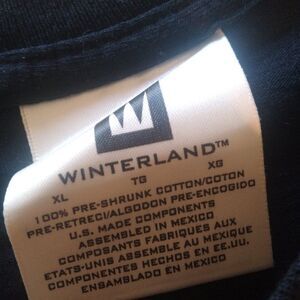 WINTERLAND™
XL TG XG
100% PRE-SHRUNK COTTON/COTON
PRE-RETRECI/ALGODON PRE-ENCOGIDO
U.S. MADE COMPONENTS
ASSEMBLED IN MEXICO
COMPOSANTS FABRIQUES AUX
ETATS-UNIS ASSEMBLE AU MEXIQUE
COMPONENTES HECHOS EN EE.UU.
ENSAMBLADO EN MEXICO